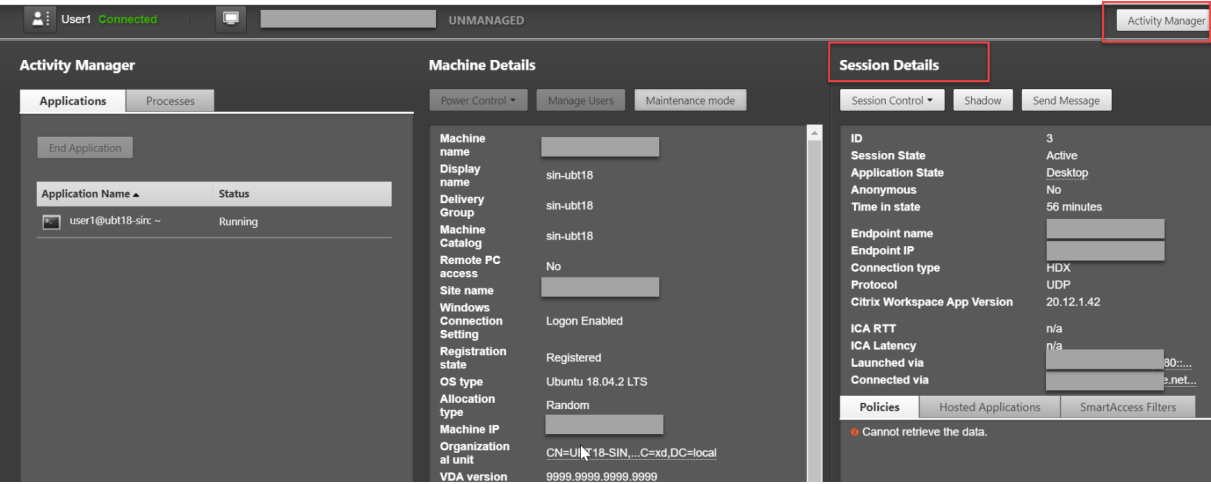 User1 Connected
UNMANAGED
Activity Manager
Activity Manager
Applications Processes
End Application
Application Name Status
user1@ubt18-sin: ~ Running
Machine Details
Power Control Manage Users Maintenance mode
Machine
name
Display
name sin-ubt18
Delivery
Group sin-ubt18
Machine
Catalog sin-ubt18
Remote PC
access No
Site name
Windows
Connection
Setting Logon Enabled
Registration
state Registered
OS type Ubuntu 18.04.2 LTS
Allocation
type Random
Machine IP
Organization
al unit CN=UBT18-SIN,...C=xd,DC=local
VDA version 9999.9999.9999.9999
Session Details
Session Control Shadow Send Message
ID 3
Session State Active
Application State Desktop
Anonymous No
Time in state 56 minutes
Endpoint name
Endpoint IP
Connection type HDX
Protocol UDP
Citrix Workspace App Version 20.12.1.42
ICA RTT n/a
ICA Latency n/a
Launched via 80::...
Connected via e.net...
Policies Hosted Applications SmartAccess Filters
Cannot retrieve the data.